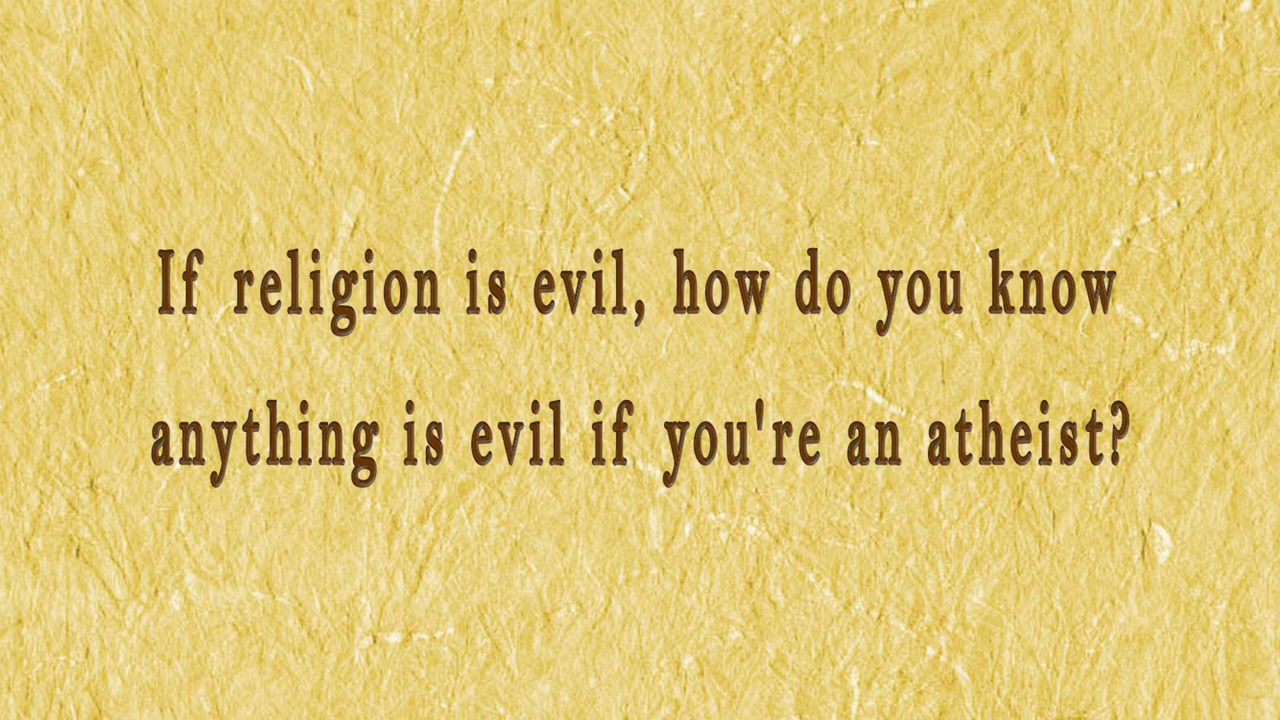 If religion is evil, how do you know
anything is evil if you're an atheist?